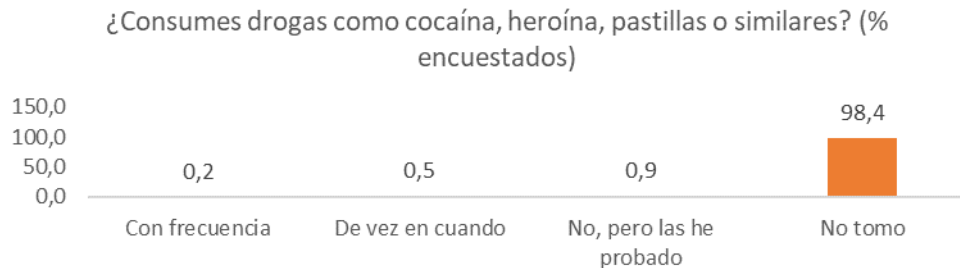 ¿Consumes drogas como cocaína, heroína, pastillas o similares? (%
encuestados)
150,0
100,0
50,0
0,0
0,2
0,5
0,9
98,4
Con frecuencia
De vez en cuando
No, pero las he
probado
No tomo